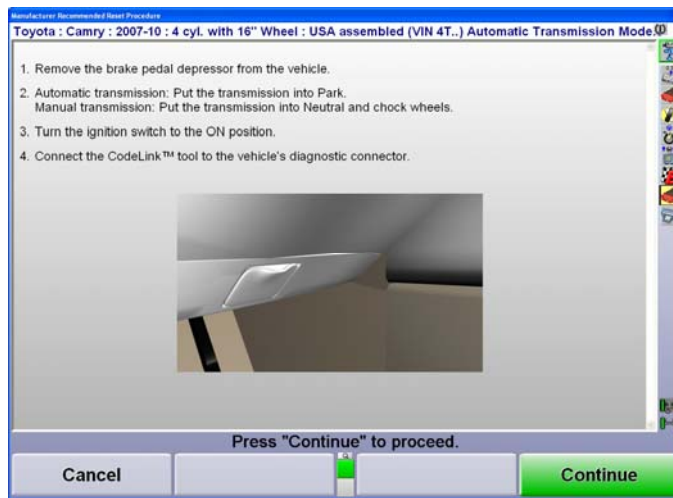 Manufacturer Recommended Reset Procedure
Toyota : Camry : 2007-10 : 4 cyl. with 16" Wheel : USA assembled (VIN 4T..) Automatic Transmission Mode
1. Remove the brake pedal depressor from the vehicle.
2. Automatic transmission: Put the transmission into Park.
Manual transmission: Put the transmission into Neutral and chock wheels.
3. Turn the ignition switch to the ON position.
4. Connect the CodeLink™ tool to the vehicle's diagnostic connector.
Press "Continue" to proceed.
Cancel
Continue